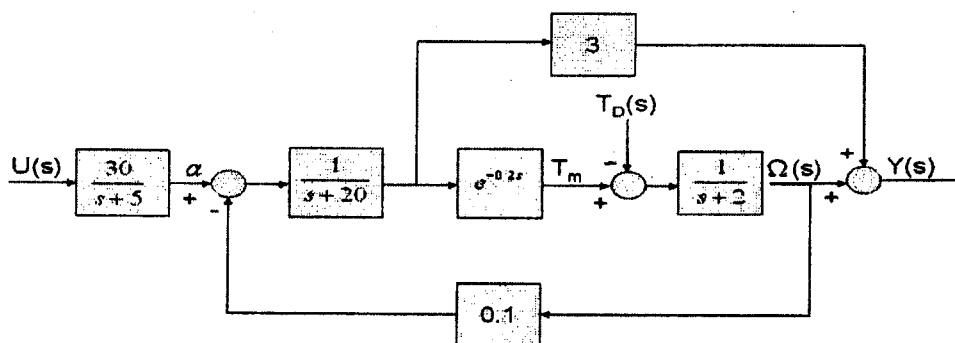 3
T_D(s)
U(s)
30
s+5
α
+
-
1
s+20
e^{-0.2s}
T_m
-
+
1
s+2
Ω(s)
+
+
Y(s)
0.1